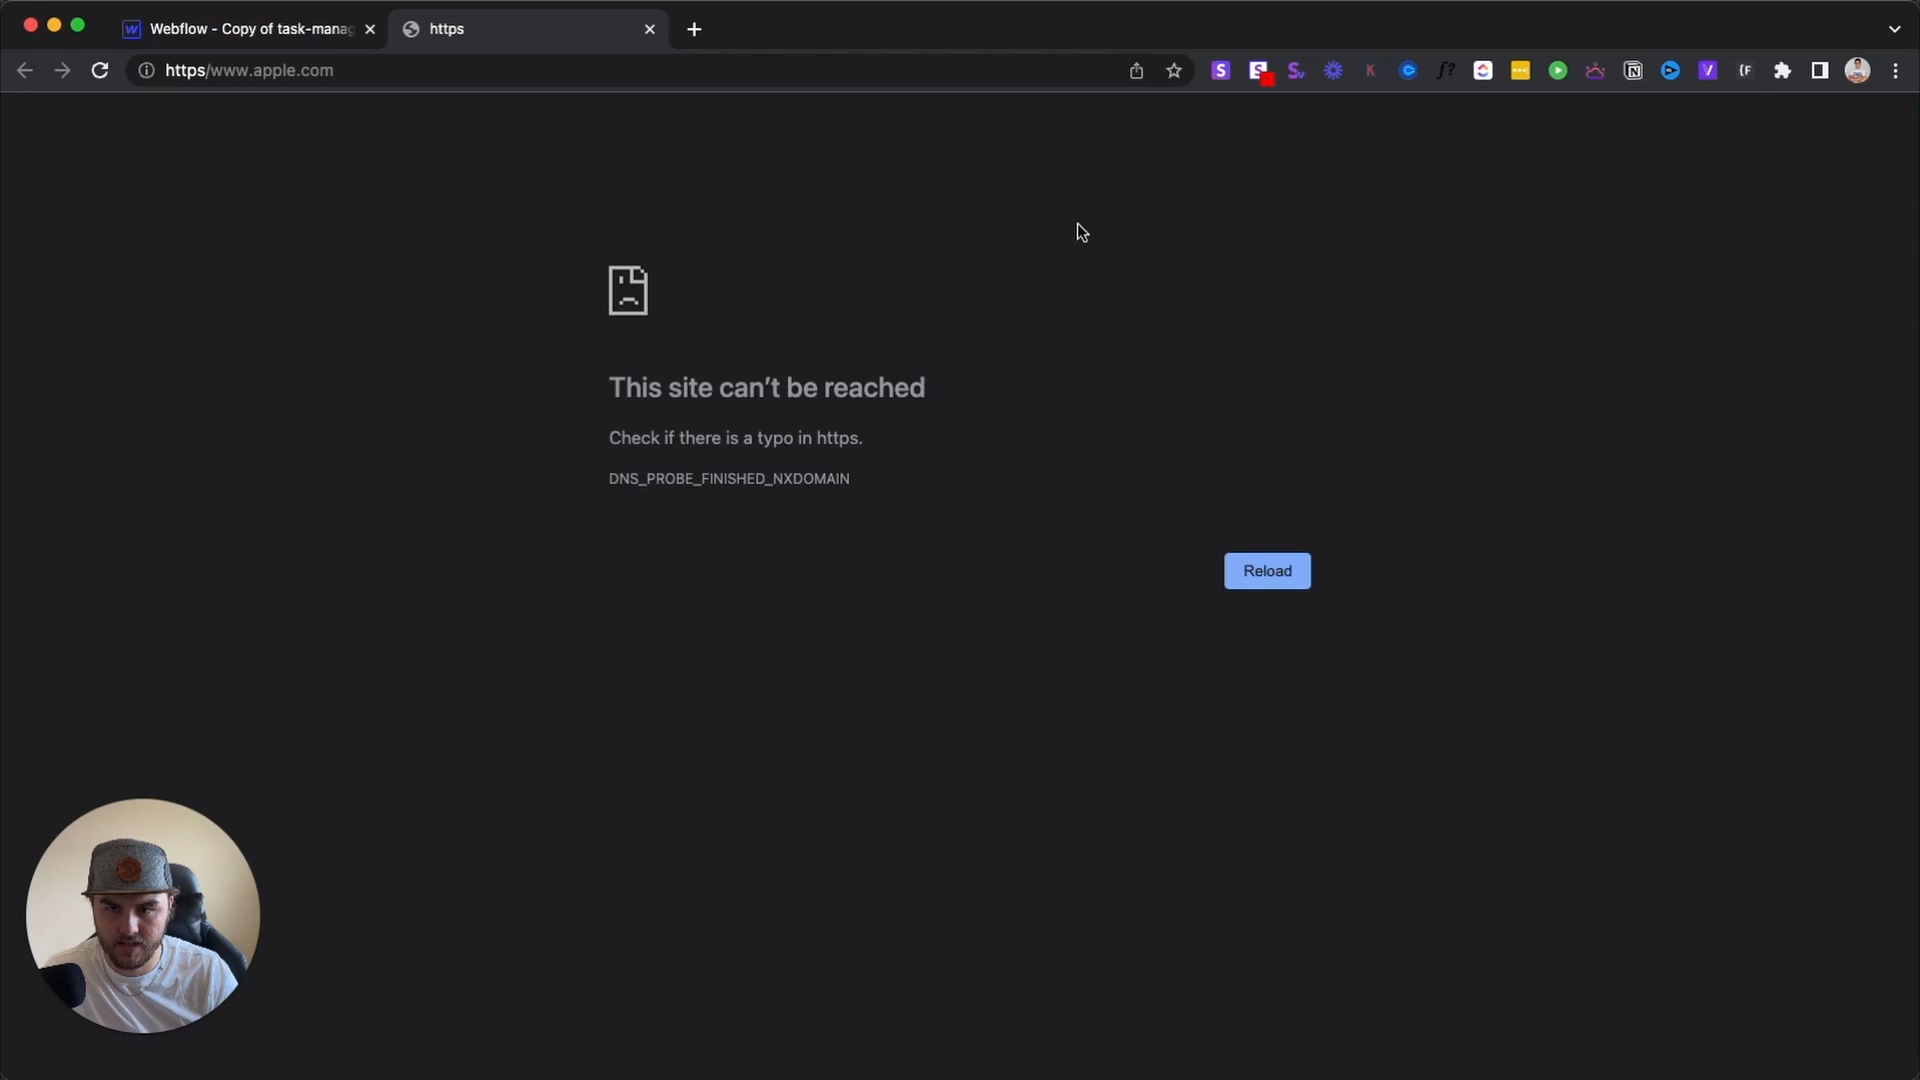 Webflow - Copy of task-manag
https
https/www.apple.com
This site can’t be reached
Check if there is a typo in https.
DNS_PROBE_FINISHED_NXDOMAIN
Reload